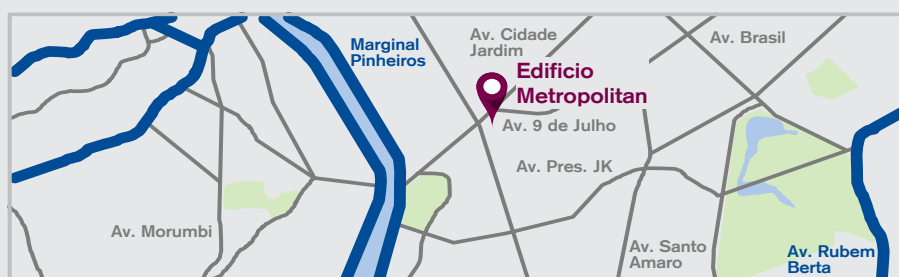 Av. Cidade
Jardim
Av. Brasil
Marginal
Pinheiros
Edificio
Metropolitan
Av. 9 de Julho
Av. Pres. JK
Av. Morumbi
Av. Santo
Amaro
Av. Rubem
Berta